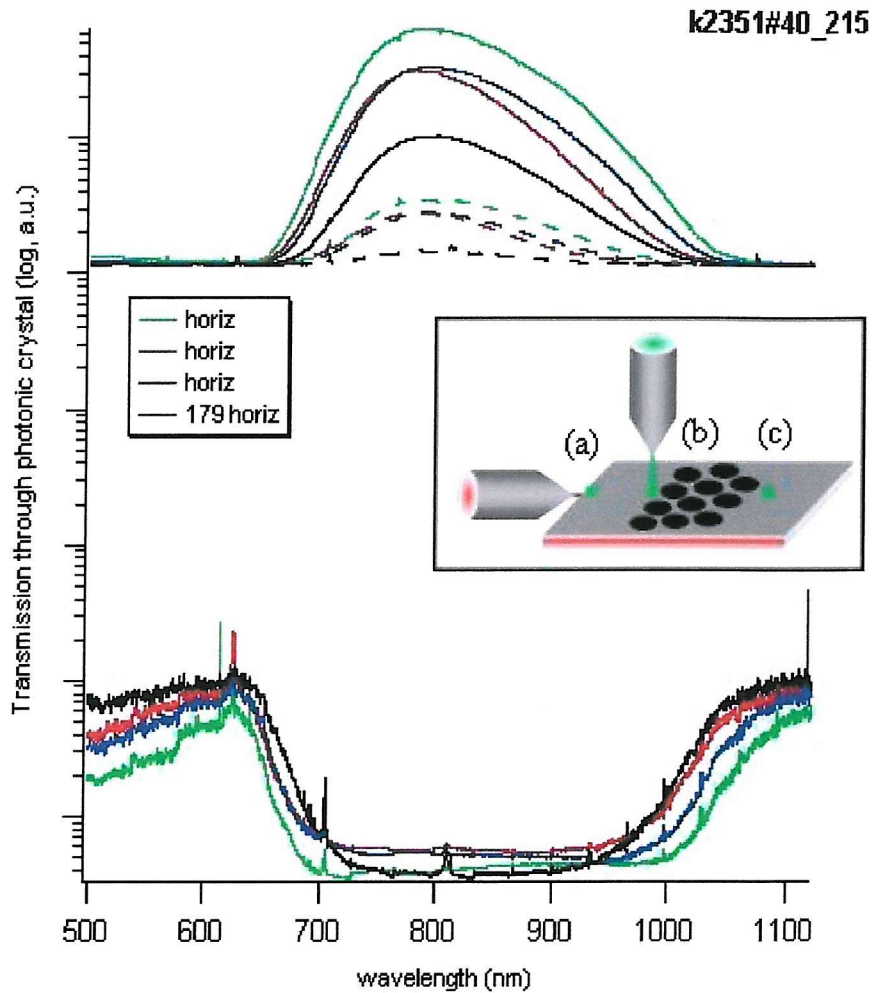 k2351#40_215
Transmission through photonic crystal (log, a.u.)
horiz
horiz
horiz
179 horiz
(a)
(b)
(c)
500
600
700
800
900
1000
1100
wavelength (nm)